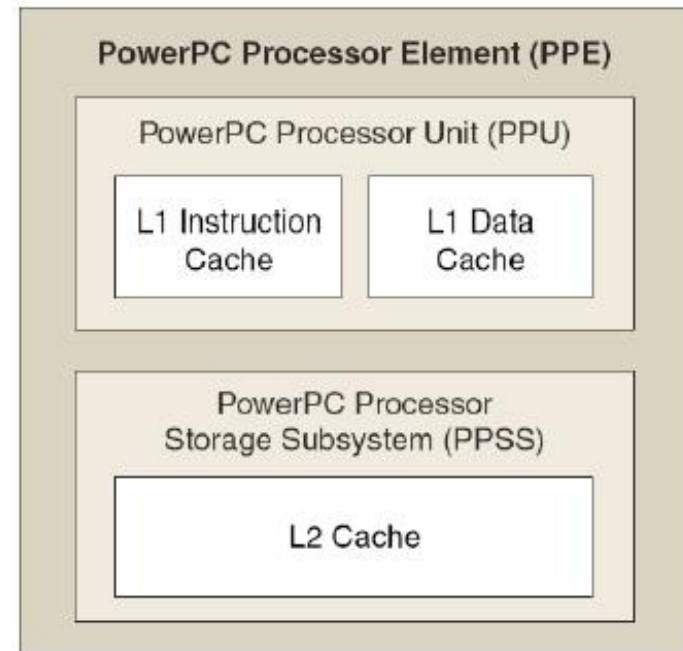 PowerPC Processor Element (PPE)
PowerPC Processor Unit (PPU)
L1 Instruction
Cache
L1 Data
Cache
PowerPC Processor
Storage Subsystem (PPSS)
L2 Cache